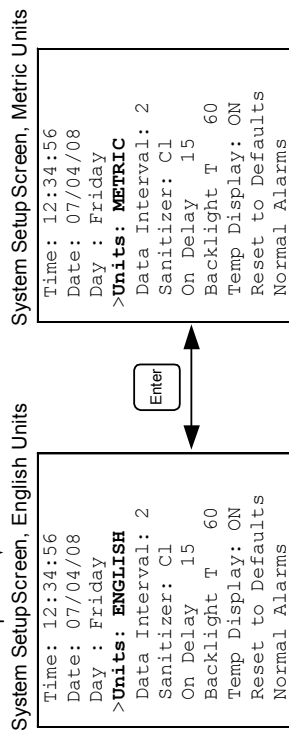 System Setup Screen, English Units
Time: 12:34:56
Date: 07/04/08
Day : Friday
>Units: ENGLISH
Data Interval: 2
Sanitizer: Cl
On Delay 15
Backlight T 60
Temp Display: ON
Reset to Defaults
Normal Alarms
Enter
System Setup Screen, Metric Units
Time: 12:34:56
Date: 07/04/08
Day : Friday
>Units: METRIC
Data Interval: 2
Sanitizer: Cl
On Delay 15
Backlight T 60
Temp Display: ON
Reset to Defaults
Normal Alarms